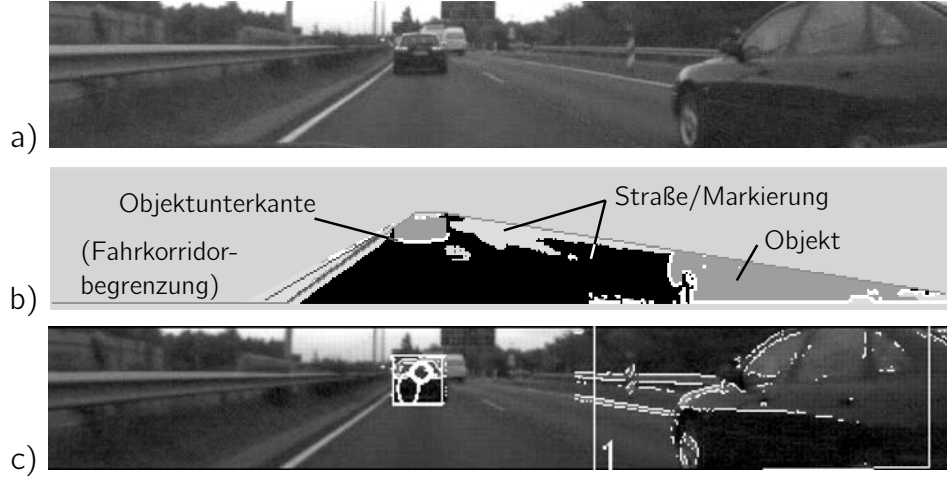 a)
Objektunterkante
Straße/Markierung
(Fahrkorridor-
begrenzung)
Objekt
b)
1
c)